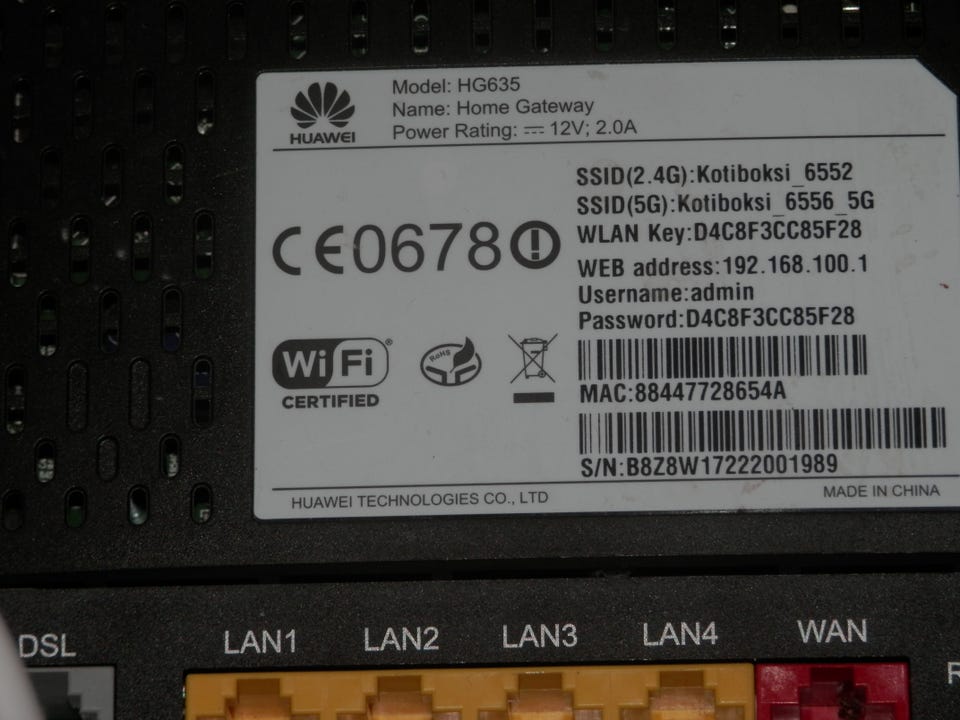 HUAWEI
Model: HG635
Name: Home Gateway
Power Rating: ⎓ 12V; 2.0A
SSID(2.4G):Kotiboksi_6552
SSID(5G):Kotiboksi_6556_5G
WLAN Key:D4C8F3CC85F28
WEB address:192.168.100.1
Username:admin
Password:D4C8F3CC85F28
CE0678
Wi Fi®
CERTIFIED
RoHS
MAC:88447728654A
S/N:B8Z8W17222001989
HUAWEI TECHNOLOGIES CO., LTD
MADE IN CHINA
DSL
LAN1
LAN2
LAN3
LAN4
WAN